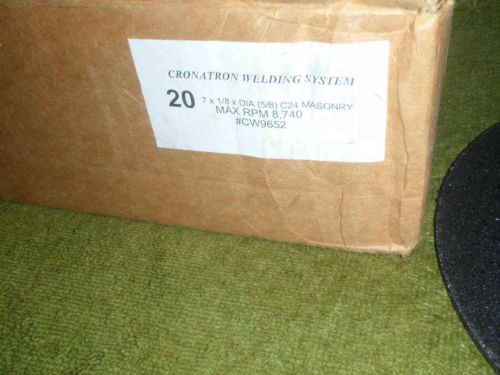 CRONATRON WELDING SYSTEM
20 7 x 1/8 x DIA (5/8) C24 MASONRY
MAX RPM 8,740
#CW9652